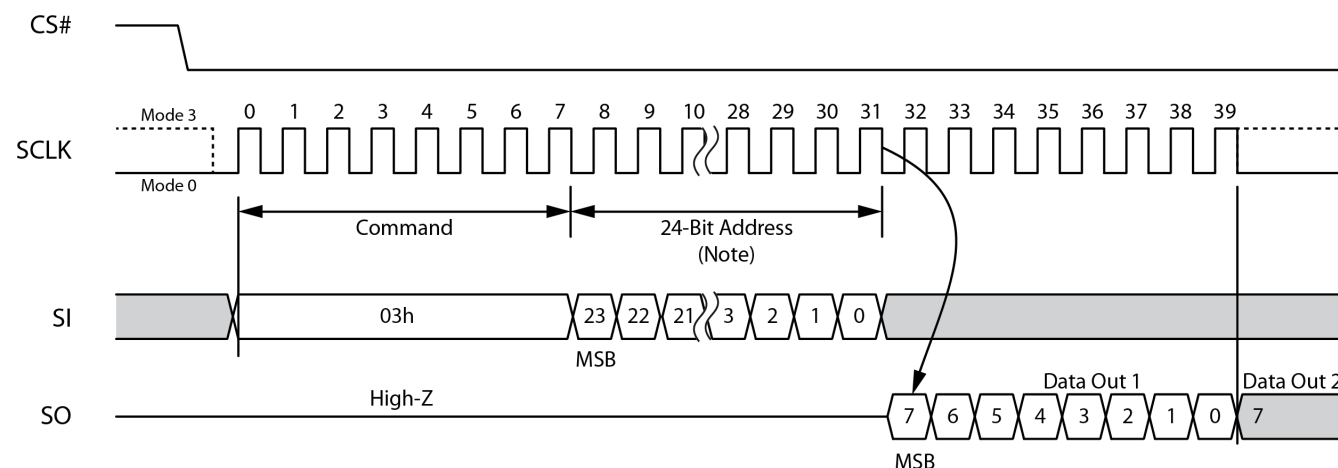 CS#
Mode 3
0 1 2 3 4 5 6 7 8 9 10 28 29 30 31 32 33 34 35 36 37 38 39
SCLK
Mode 0
Command
24-Bit Address
(Note)
SI
03h
23 22 21 3 2 1 0
MSB
High-Z
Data Out 1
Data Out 2
SO
7 6 5 4 3 2 1 0 7
MSB